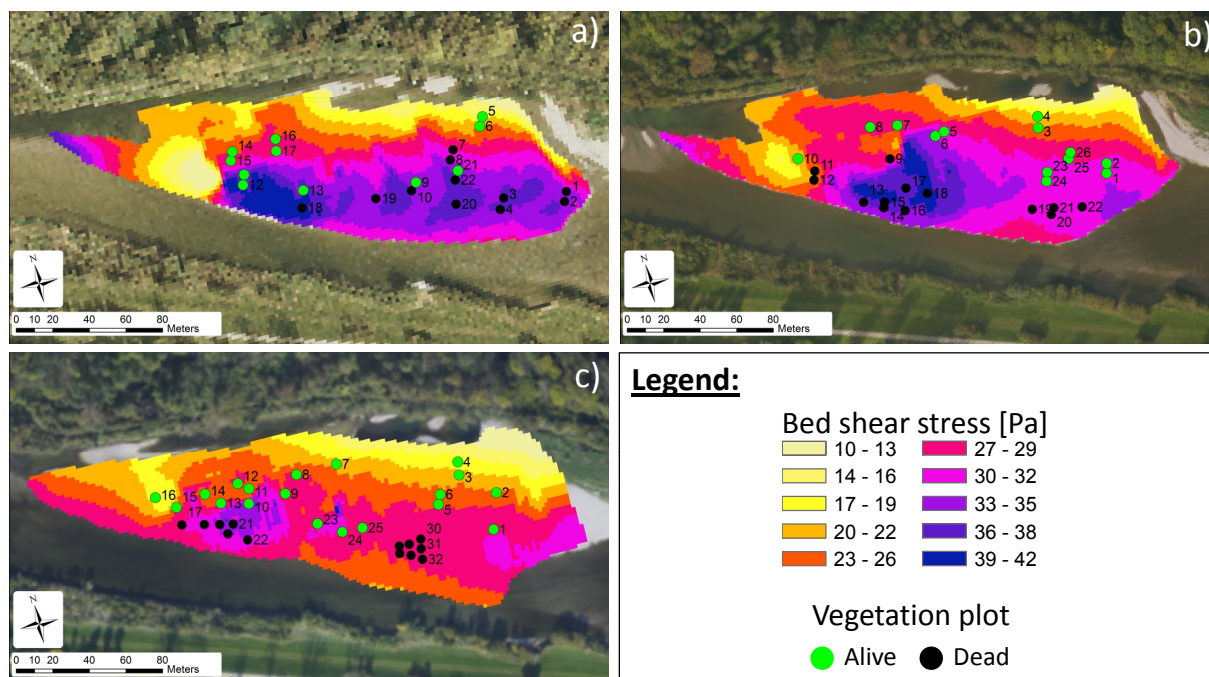 a)
5
6
16
7
14
17
8
15
21
22
9
12
13
10
19
3
1
18
20
4
2
N
0 10 20 40 60 80
Meters
b)
4
8
7
5
3
6
9
26
10
11
23
25
2
12
24
1
13
17
18
15
14
16
19
21
22
20
N
0 10 20 40 60 80
Meters
c)
7
4
8
3
12
11
9
6
2
16
15
14
13
10
5
17
21
23
25
1
22
24
30
31
32
N
0 10 20 40 60 80
Meters
Legend:
Bed shear stress [Pa]
10 - 13
27 - 29
14 - 16
30 - 32
17 - 19
33 - 35
20 - 22
36 - 38
23 - 26
39 - 42
Vegetation plot
Alive
Dead